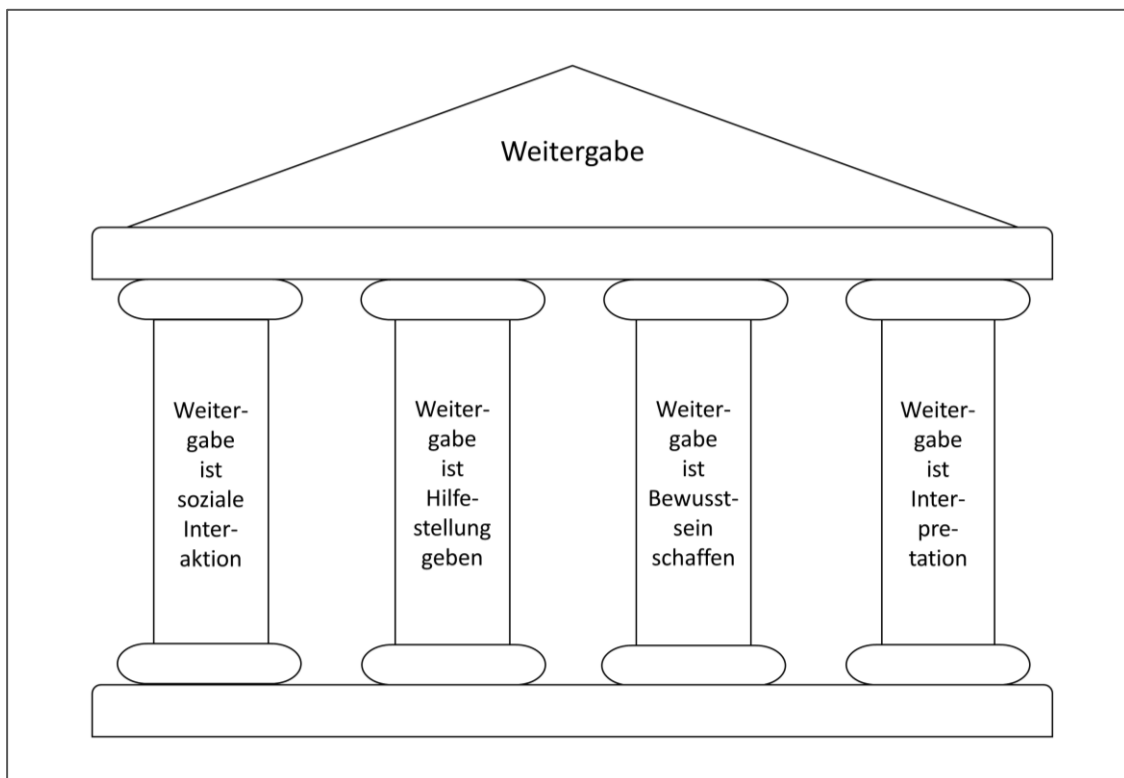 Weitergabe
Weiter-
gabe
ist
soziale
Inter-
aktion
Weiter-
gabe
ist
Hilfe-
stellung
geben
Weiter-
gabe
ist
Bewusst-
sein
schaffen
Weiter-
gabe
ist
Inter-
pre-
tation